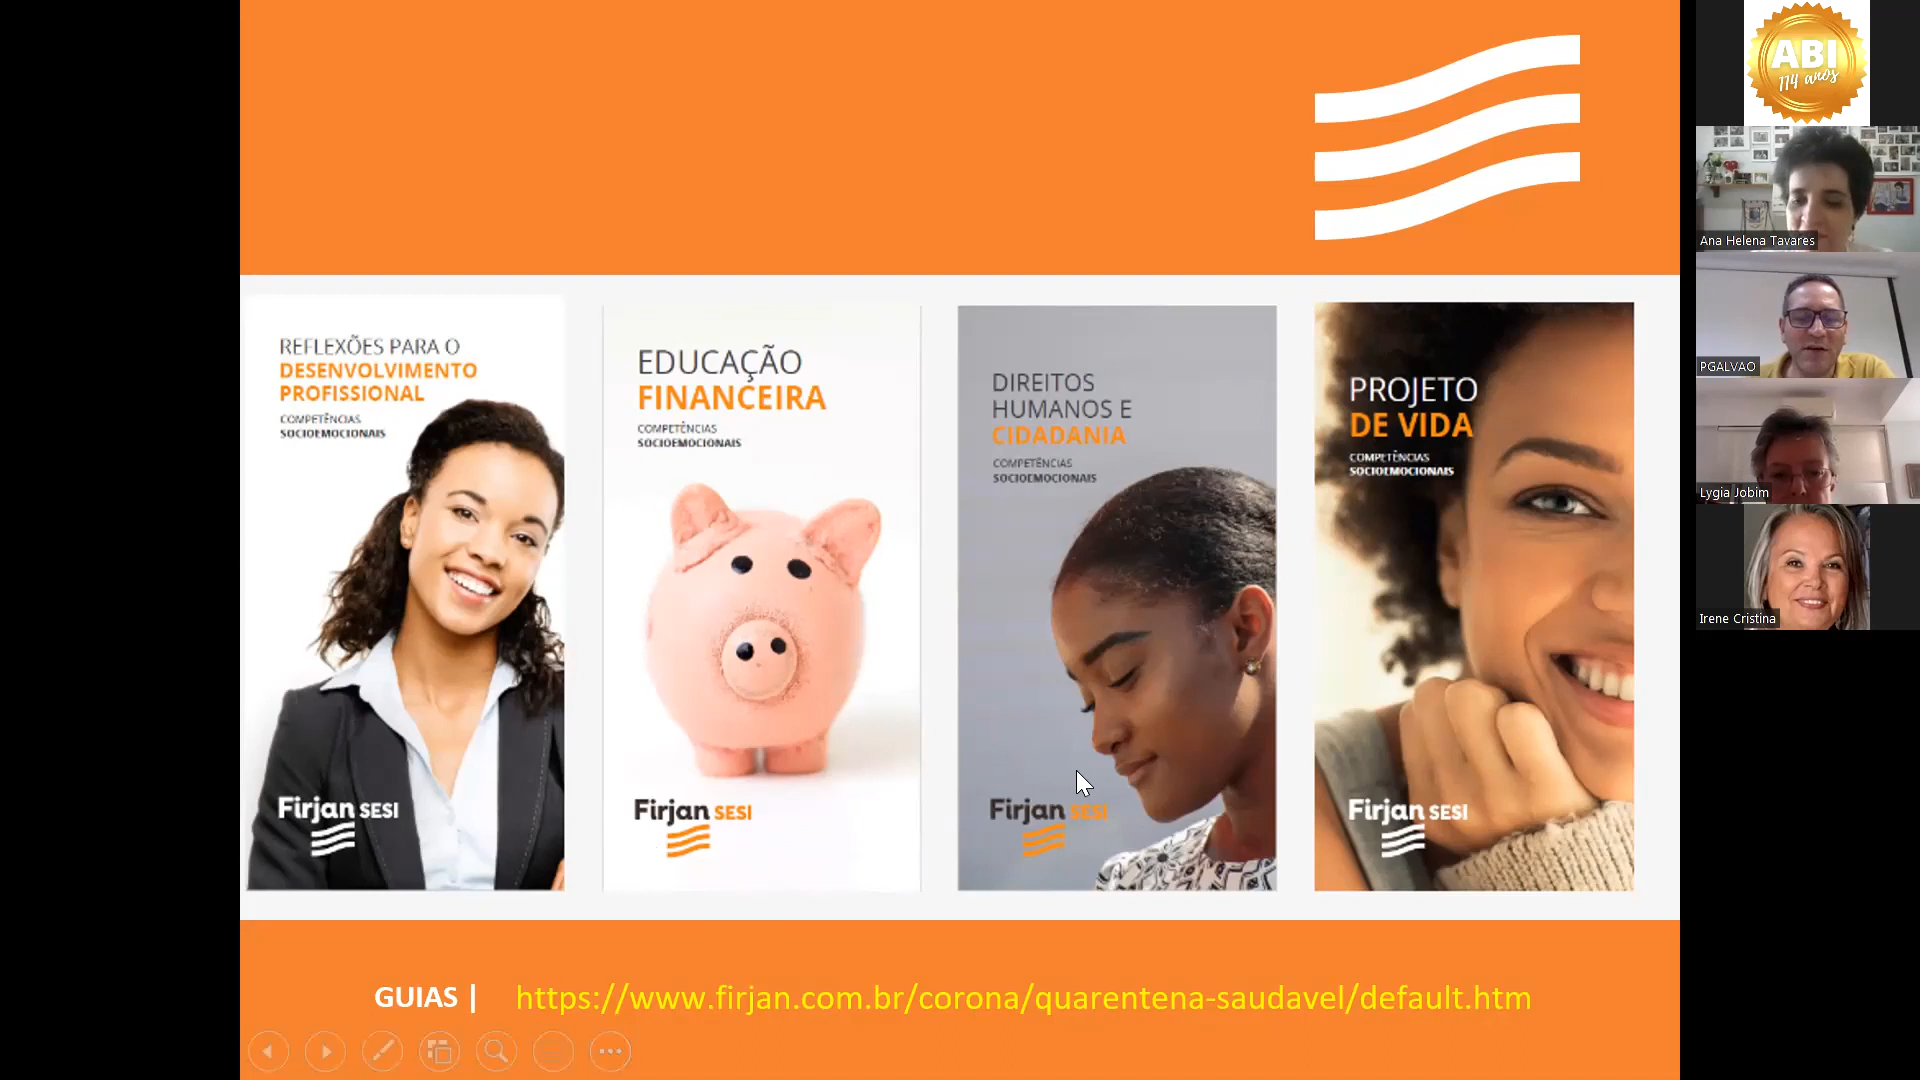 REFLEXÕES PARA O
DESENVOLVIMENTO
PROFISSIONAL
COMPETÊNCIAS
SOCIOEMOCIONAIS
Firjan SESI
EDUCAÇÃO
FINANCEIRA
COMPETÊNCIAS
SOCIOEMOCIONAIS
Firjan SESI
DIREITOS
HUMANOS E
CIDADANIA
COMPETÊNCIAS
SOCIOEMOCIONAIS
Firjan SESI
PROJETO
DE VIDA
COMPETÊNCIAS
SOCIOEMOCIONAIS
Firjan SESI
GUIAS | https://www.firjan.com.br/corona/quarentena-saudavel/default.htm
ABI
114 anos
Ana Helena Tavares
PGALVAO
Lygia Jobim
Irene Cristina